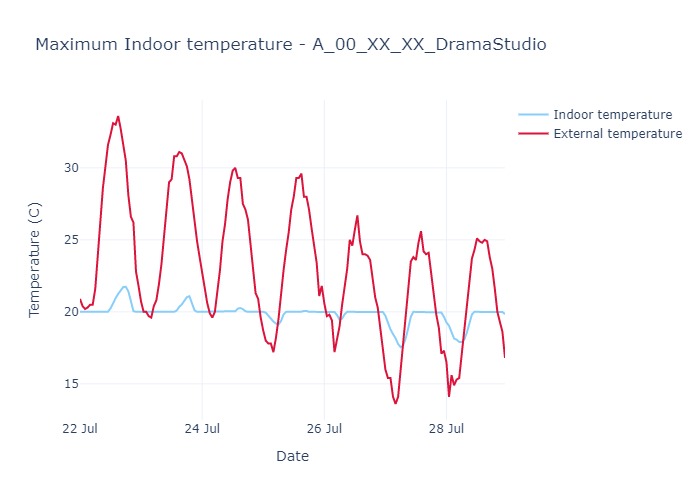 Maximum Indoor temperature - A_00_XX_XX_DramaStudio
Indoor temperature
External temperature
Temperature (C)
30
25
20
15
22 Jul
24 Jul
26 Jul
28 Jul
Date